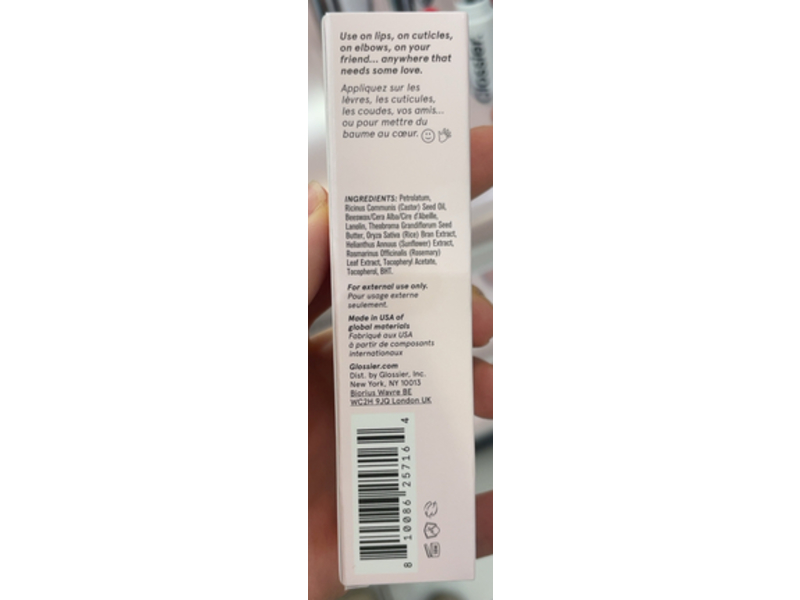 Use on lips, on cuticles,
on elbows, on your
friend... anywhere that
needs some love.
Appliquez sur les
lèvres, les cuticules,
les coudes, vos amis...
ou pour mettre du
baume au cœur.
INGREDIENTS: Petrolatum,
Ricinus Communis (Castor) Seed Oil,
Beeswax/Cera Alba/Cire d'Abeille,
Lanolin, Theobroma Grandiflorum Seed
Butter, Oryza Sativa (Rice) Bran Extract,
Helianthus Annuus (Sunflower) Extract,
Rosmarinus Officinalis (Rosemary)
Leaf Extract, Tocopheryl Acetate,
Tocopherol, BHT.
For external use only.
Pour usage externe
seulement.
Made in USA of
global materials
Fabriqué aux USA
à partir de composants
internationaux
Glossier.com
Dist. by Glossier, Inc.
New York, NY 10013
Biorius Wavre BE
WC2H 9JQ London UK
8 10086 25716 4
Glossier.